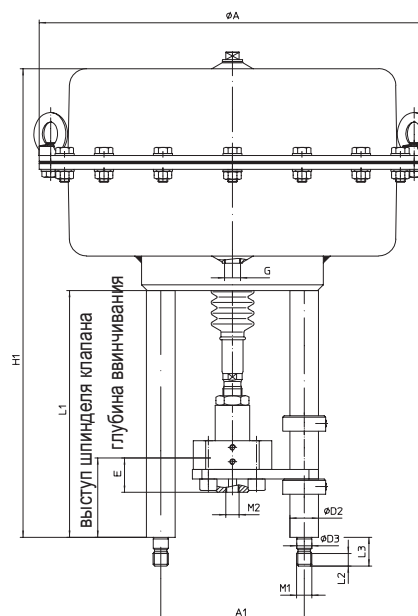 øA
G
H1
L1
выступ шпинделя клапана
глубина ввинчивания
E
M2
øD2
øD3
L3
L2
M1
A1